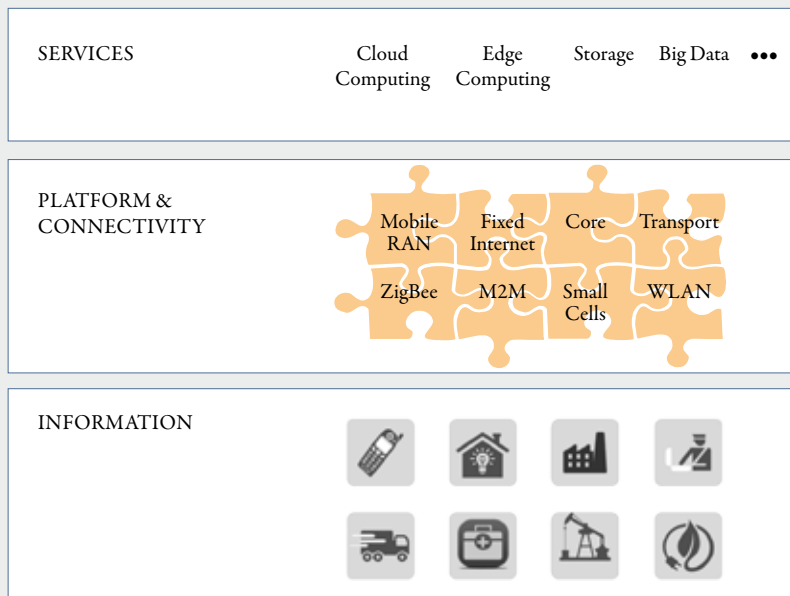 SERVICES
Cloud Computing
Edge Computing
Storage
Big Data
•••
PLATFORM &
CONNECTIVITY
Mobile
RAN
Fixed
Internet
Core
Transport
ZigBee
M2M
Small
Cells
WLAN
INFORMATION